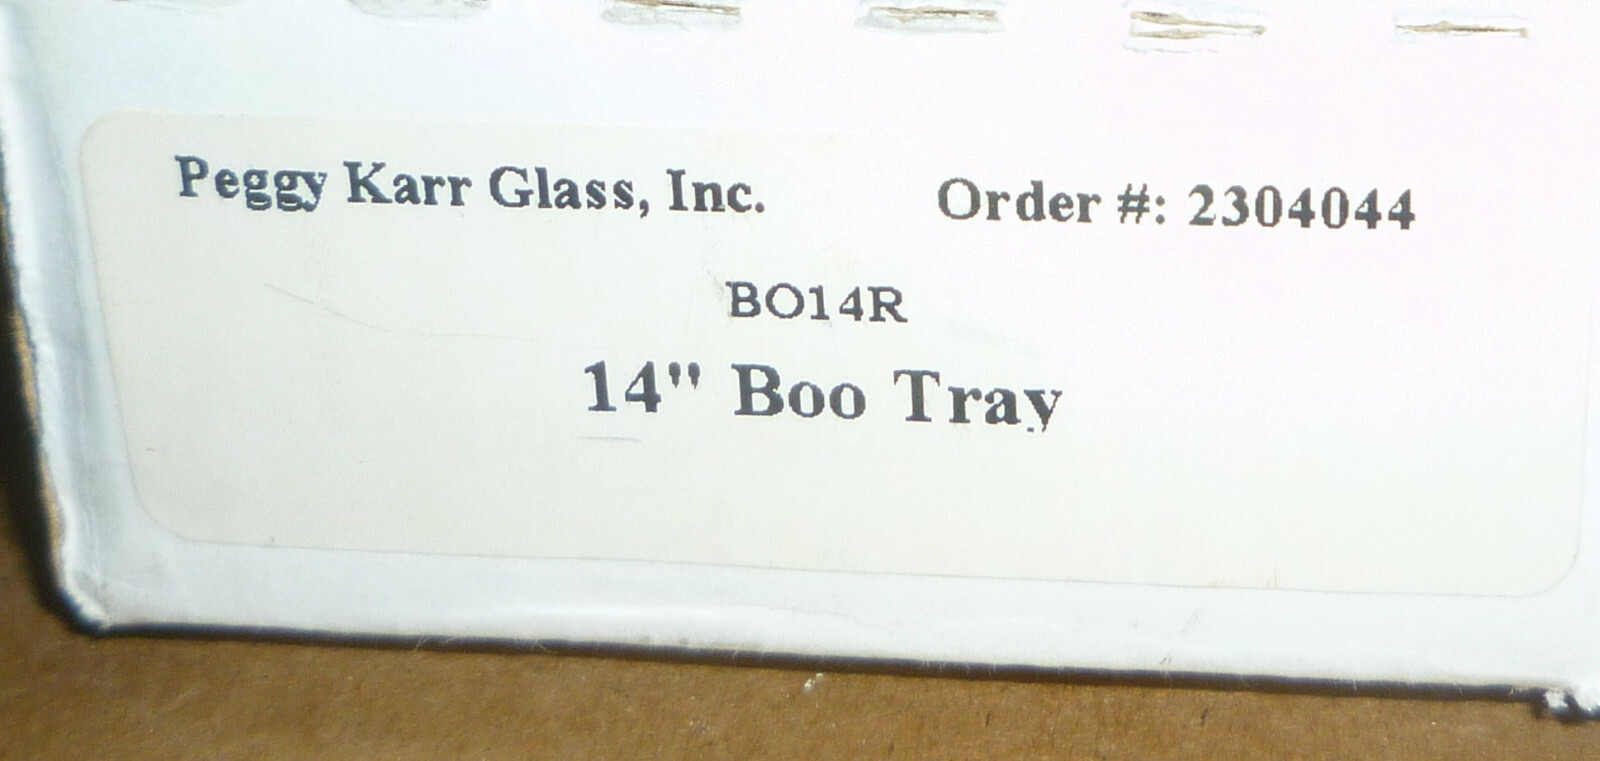 Peggy Karr Glass, Inc. Order #: 2304044
BO14R
14" Boo Tray